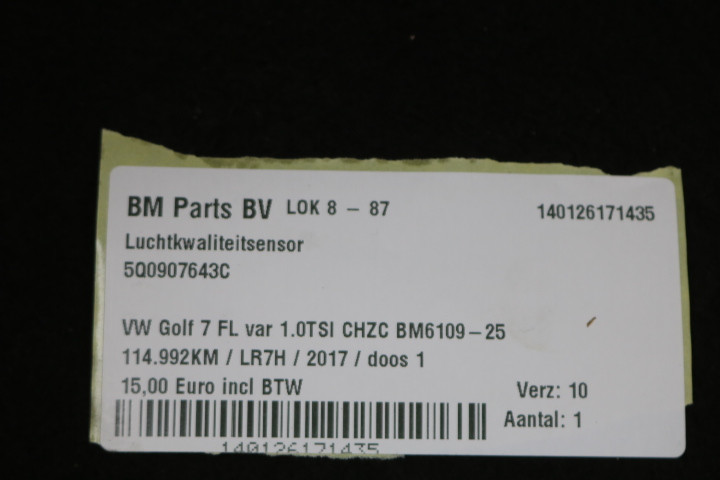 BM Parts BV LOK 8 - 87 140126171435
Luchtkwaliteitsensor
5Q0907643C
VW Golf 7 FL var 1.0TSI CHZC BM6109-25
114.992KM / LR7H / 2017 / doos 1
15,00 Euro incl BTW Verz: 10
Aantal: 1
140126171435